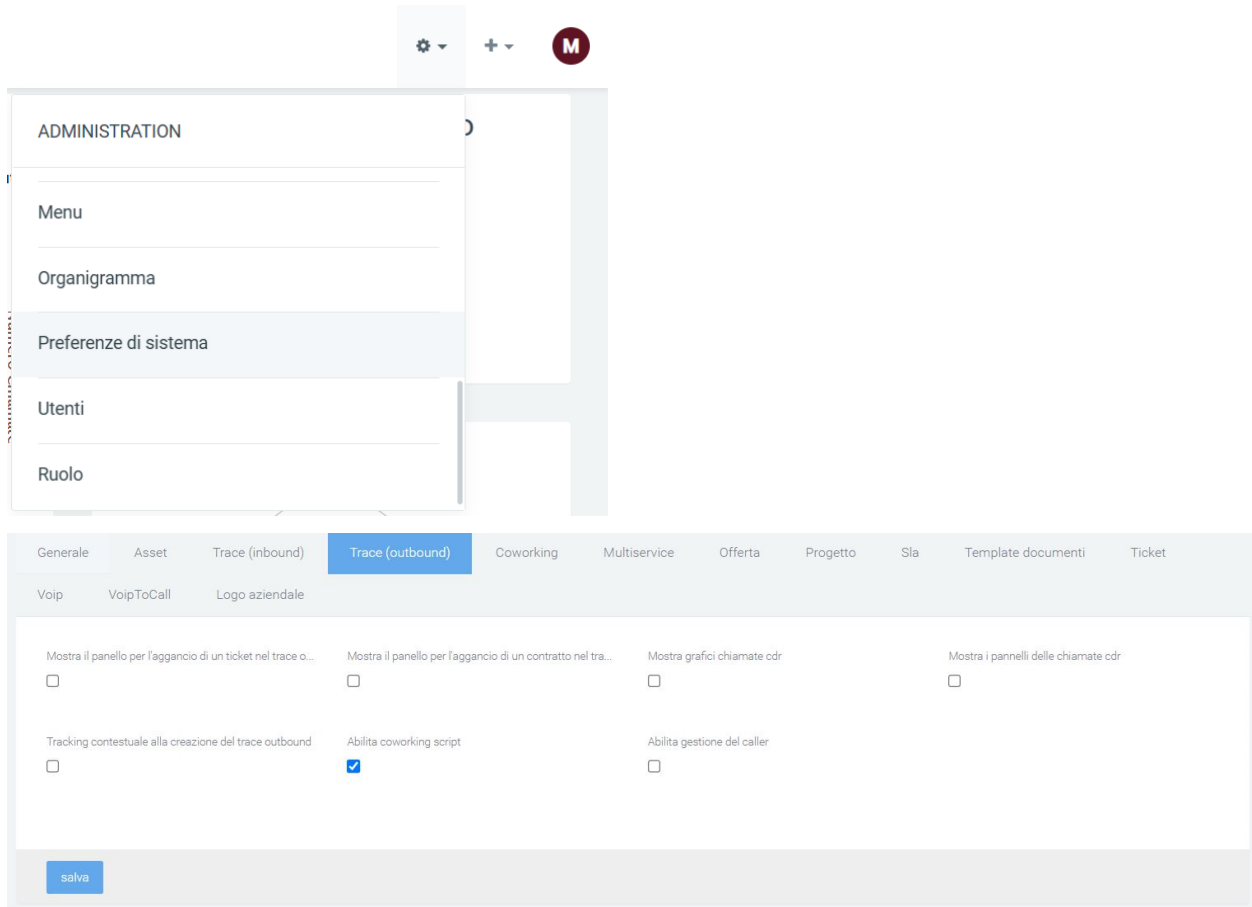 M
ADMINISTRATION
Menu
Organigramma
Preferenze di sistema
Utenti
Ruolo
Generale Asset Trace (inbound) Trace (outbound) Coworking Multiservice Offerta Progetto Sla Template documenti Ticket
Voip VoipToCall Logo aziendale
Mostra il panello per l'aggancio di un ticket nel trace o... Mostra il panello per l'aggancio di un contratto nel tra... Mostra grafici chiamate cdr Mostra i pannelli delle chiamate cdr
Tracking contestuale alla creazione del trace outbound Abilita coworking script Abilita gestione del caller
salva